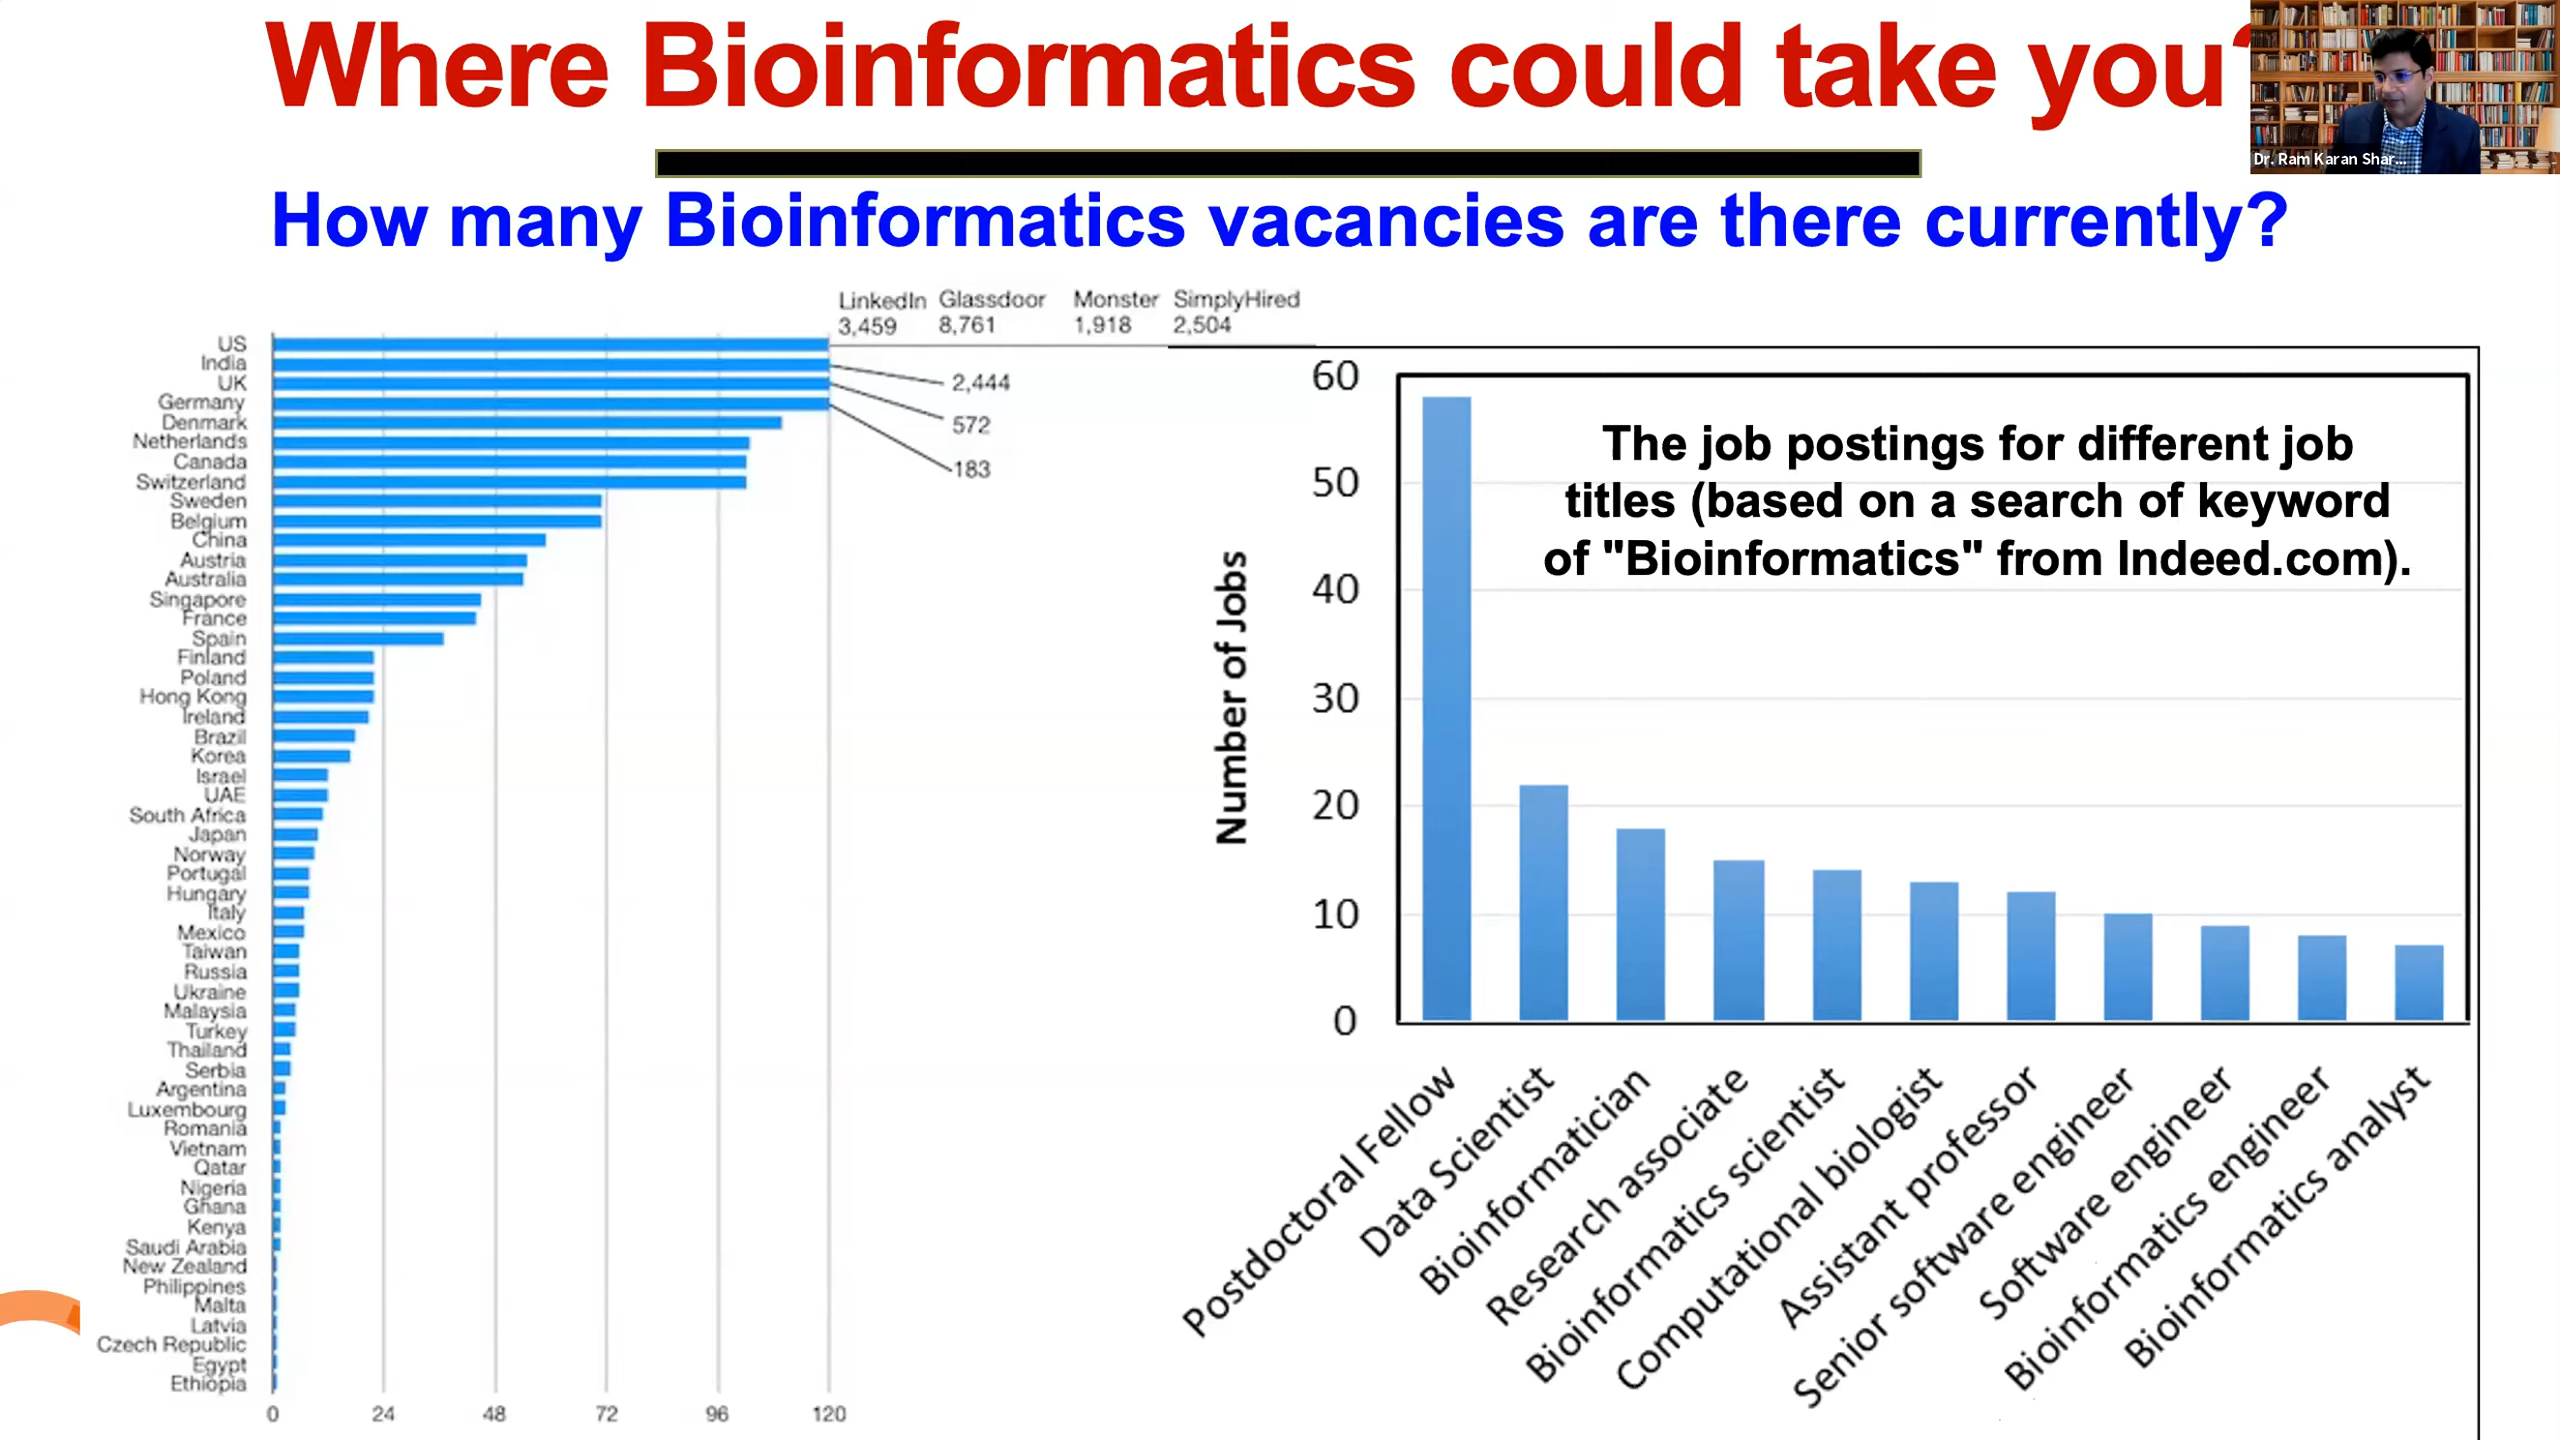 Where Bioinformatics could take you?
Dr. Ram Karan Shar...
How many Bioinformatics vacancies are there currently?
LinkedIn Glassdoor Monster SimplyHired
3,459 8,761 1,918 2,504
US
India
UK
Germany
Denmark
Netherlands
Canada
Switzerland
Sweden
Belgium
China
Austria
Australia
Singapore
France
Spain
Finland
Poland
Hong Kong
Ireland
Brazil
Korea
Israel
UAE
South Africa
Japan
Norway
Portugal
Hungary
Italy
Mexico
Taiwan
Russia
Ukraine
Malaysia
Turkey
Thailand
Serbia
Argentina
Luxembourg
Romania
Vietnam
Qatar
Nigeria
Ghana
Kenya
Saudi Arabia
New Zealand
Philippines
Malta
Latvia
Czech Republic
Egypt
Ethiopia
2,444
572
183
0 24 48 72 96 120
The job postings for different job
titles (based on a search of keyword
of "Bioinformatics" from Indeed.com).
Number of Jobs
60
50
40
30
20
10
0
Postdoctoral Fellow
Data Scientist
Bioinformatician
Research associate
Bioinformatics scientist
Computational biologist
Assistant professor
Senior software engineer
Software engineer
Bioinformatics engineer
Bioinformatics analyst